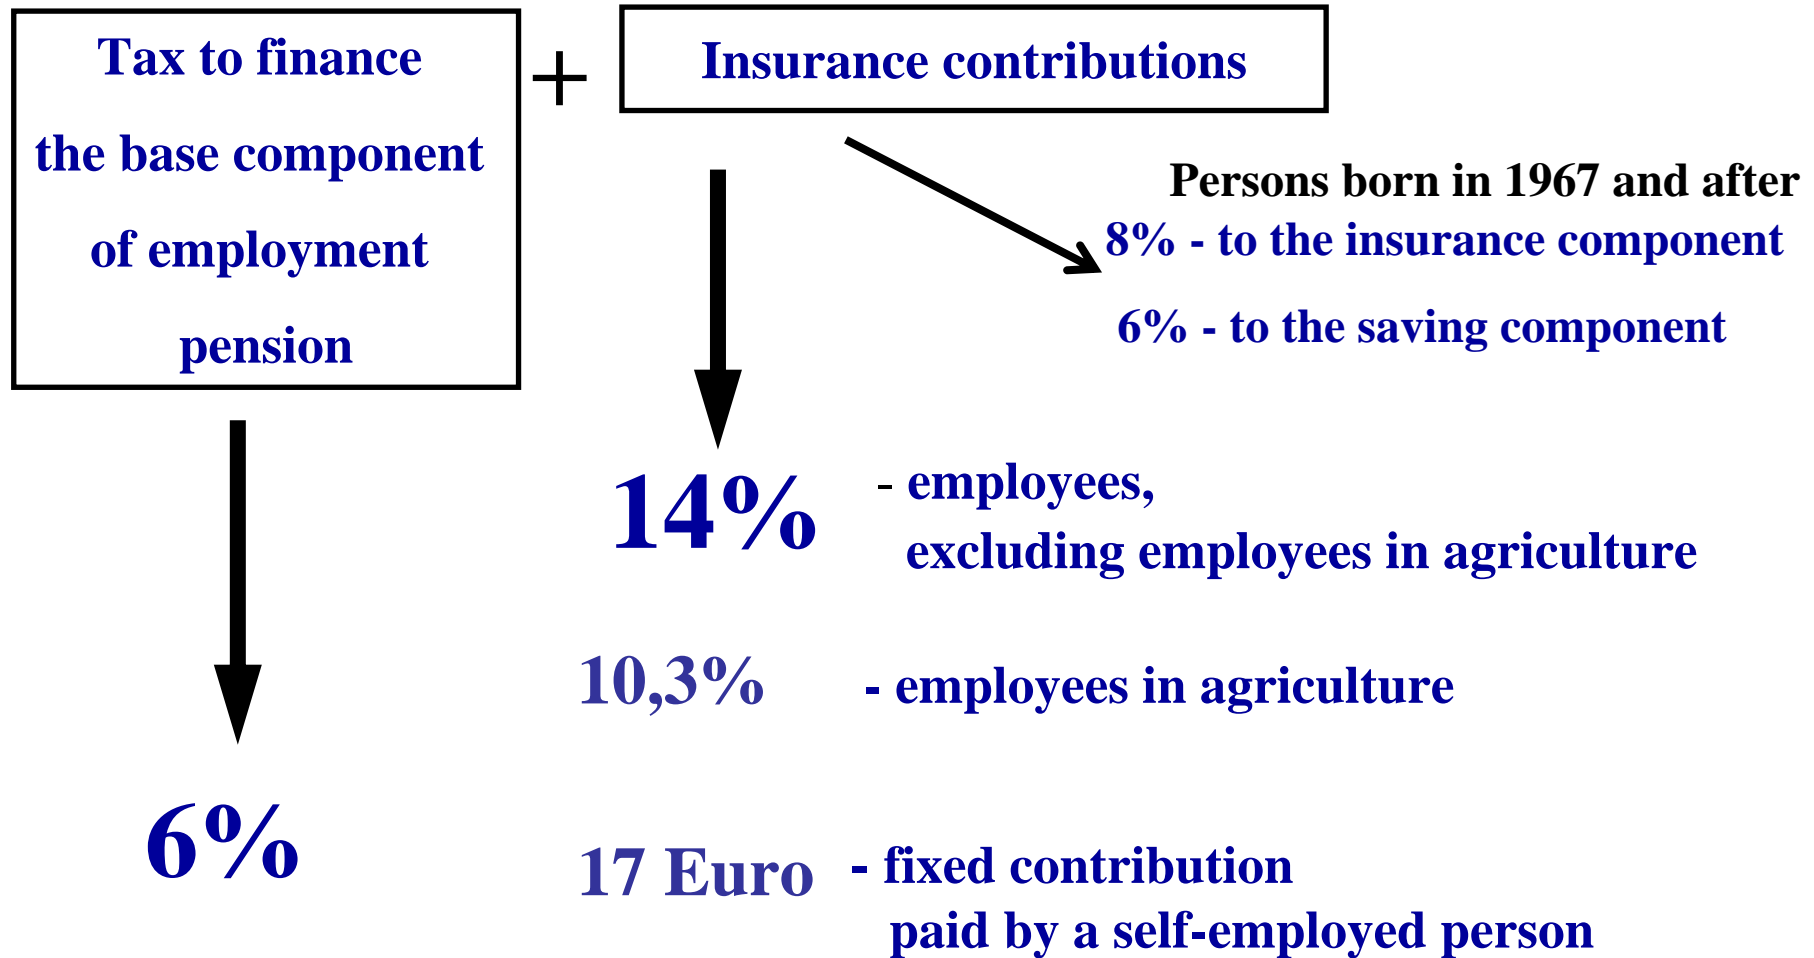 Tax to finance
the base component
of employment
pension
+
Insurance contributions
Persons born in 1967 and after
8% - to the insurance component
6% - to the saving component
14% - employees,
excluding employees in agriculture
10,3% - employees in agriculture
6%
17 Euro - fixed contribution
paid by a self-employed person